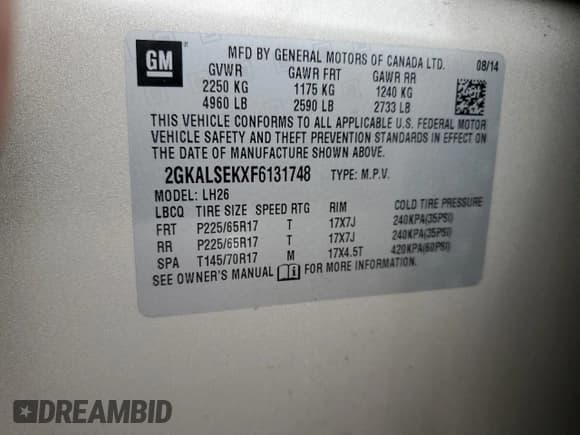 GM
MFD BY GENERAL MOTORS OF CANADA LTD. 08/14
GVWR GAWR FRT GAWR RR
2250 KG 1175 KG 1240 KG
4960 LB 2590 LB 2733 LB
THIS VEHICLE CONFORMS TO ALL APPLICABLE U.S. FEDERAL MOTOR
VEHICLE SAFETY AND THEFT PREVENTION STANDARDS IN EFFECT ON
THE DATE OF MANUFACTURE SHOWN ABOVE.
2GKALSEKXF6131748 TYPE: M.P.V.
MODEL: LH26
LBCQ TIRE SIZE SPEED RTG RIM COLD TIRE PRESSURE
FRT P225/65R17 T 17X7J 240KPA(35PSI)
RR P225/65R17 T 17X7J 240KPA(35PSI)
SPA T145/70R17 M 17X4.5T 420KPA(60PSI)
SEE OWNER'S MANUAL i FOR MORE INFORMATION.
DREAMBID